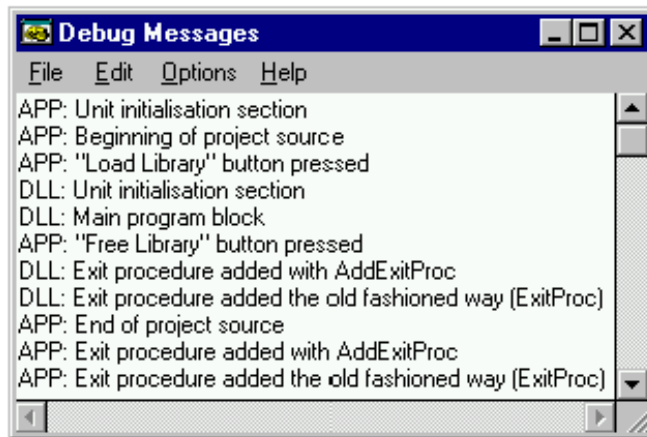 Debug Messages
File Edit Options Help
APP: Unit initialisation section
APP: Beginning of project source
APP: "Load Library" button pressed
DLL: Unit initialisation section
DLL: Main program block
APP: "Free Library" button pressed
DLL: Exit procedure added with AddExitProc
DLL: Exit procedure added the old fashioned way (ExitProc)
APP: End of project source
APP: Exit procedure added with AddExitProc
APP: Exit procedure added the old fashioned way (ExitProc)